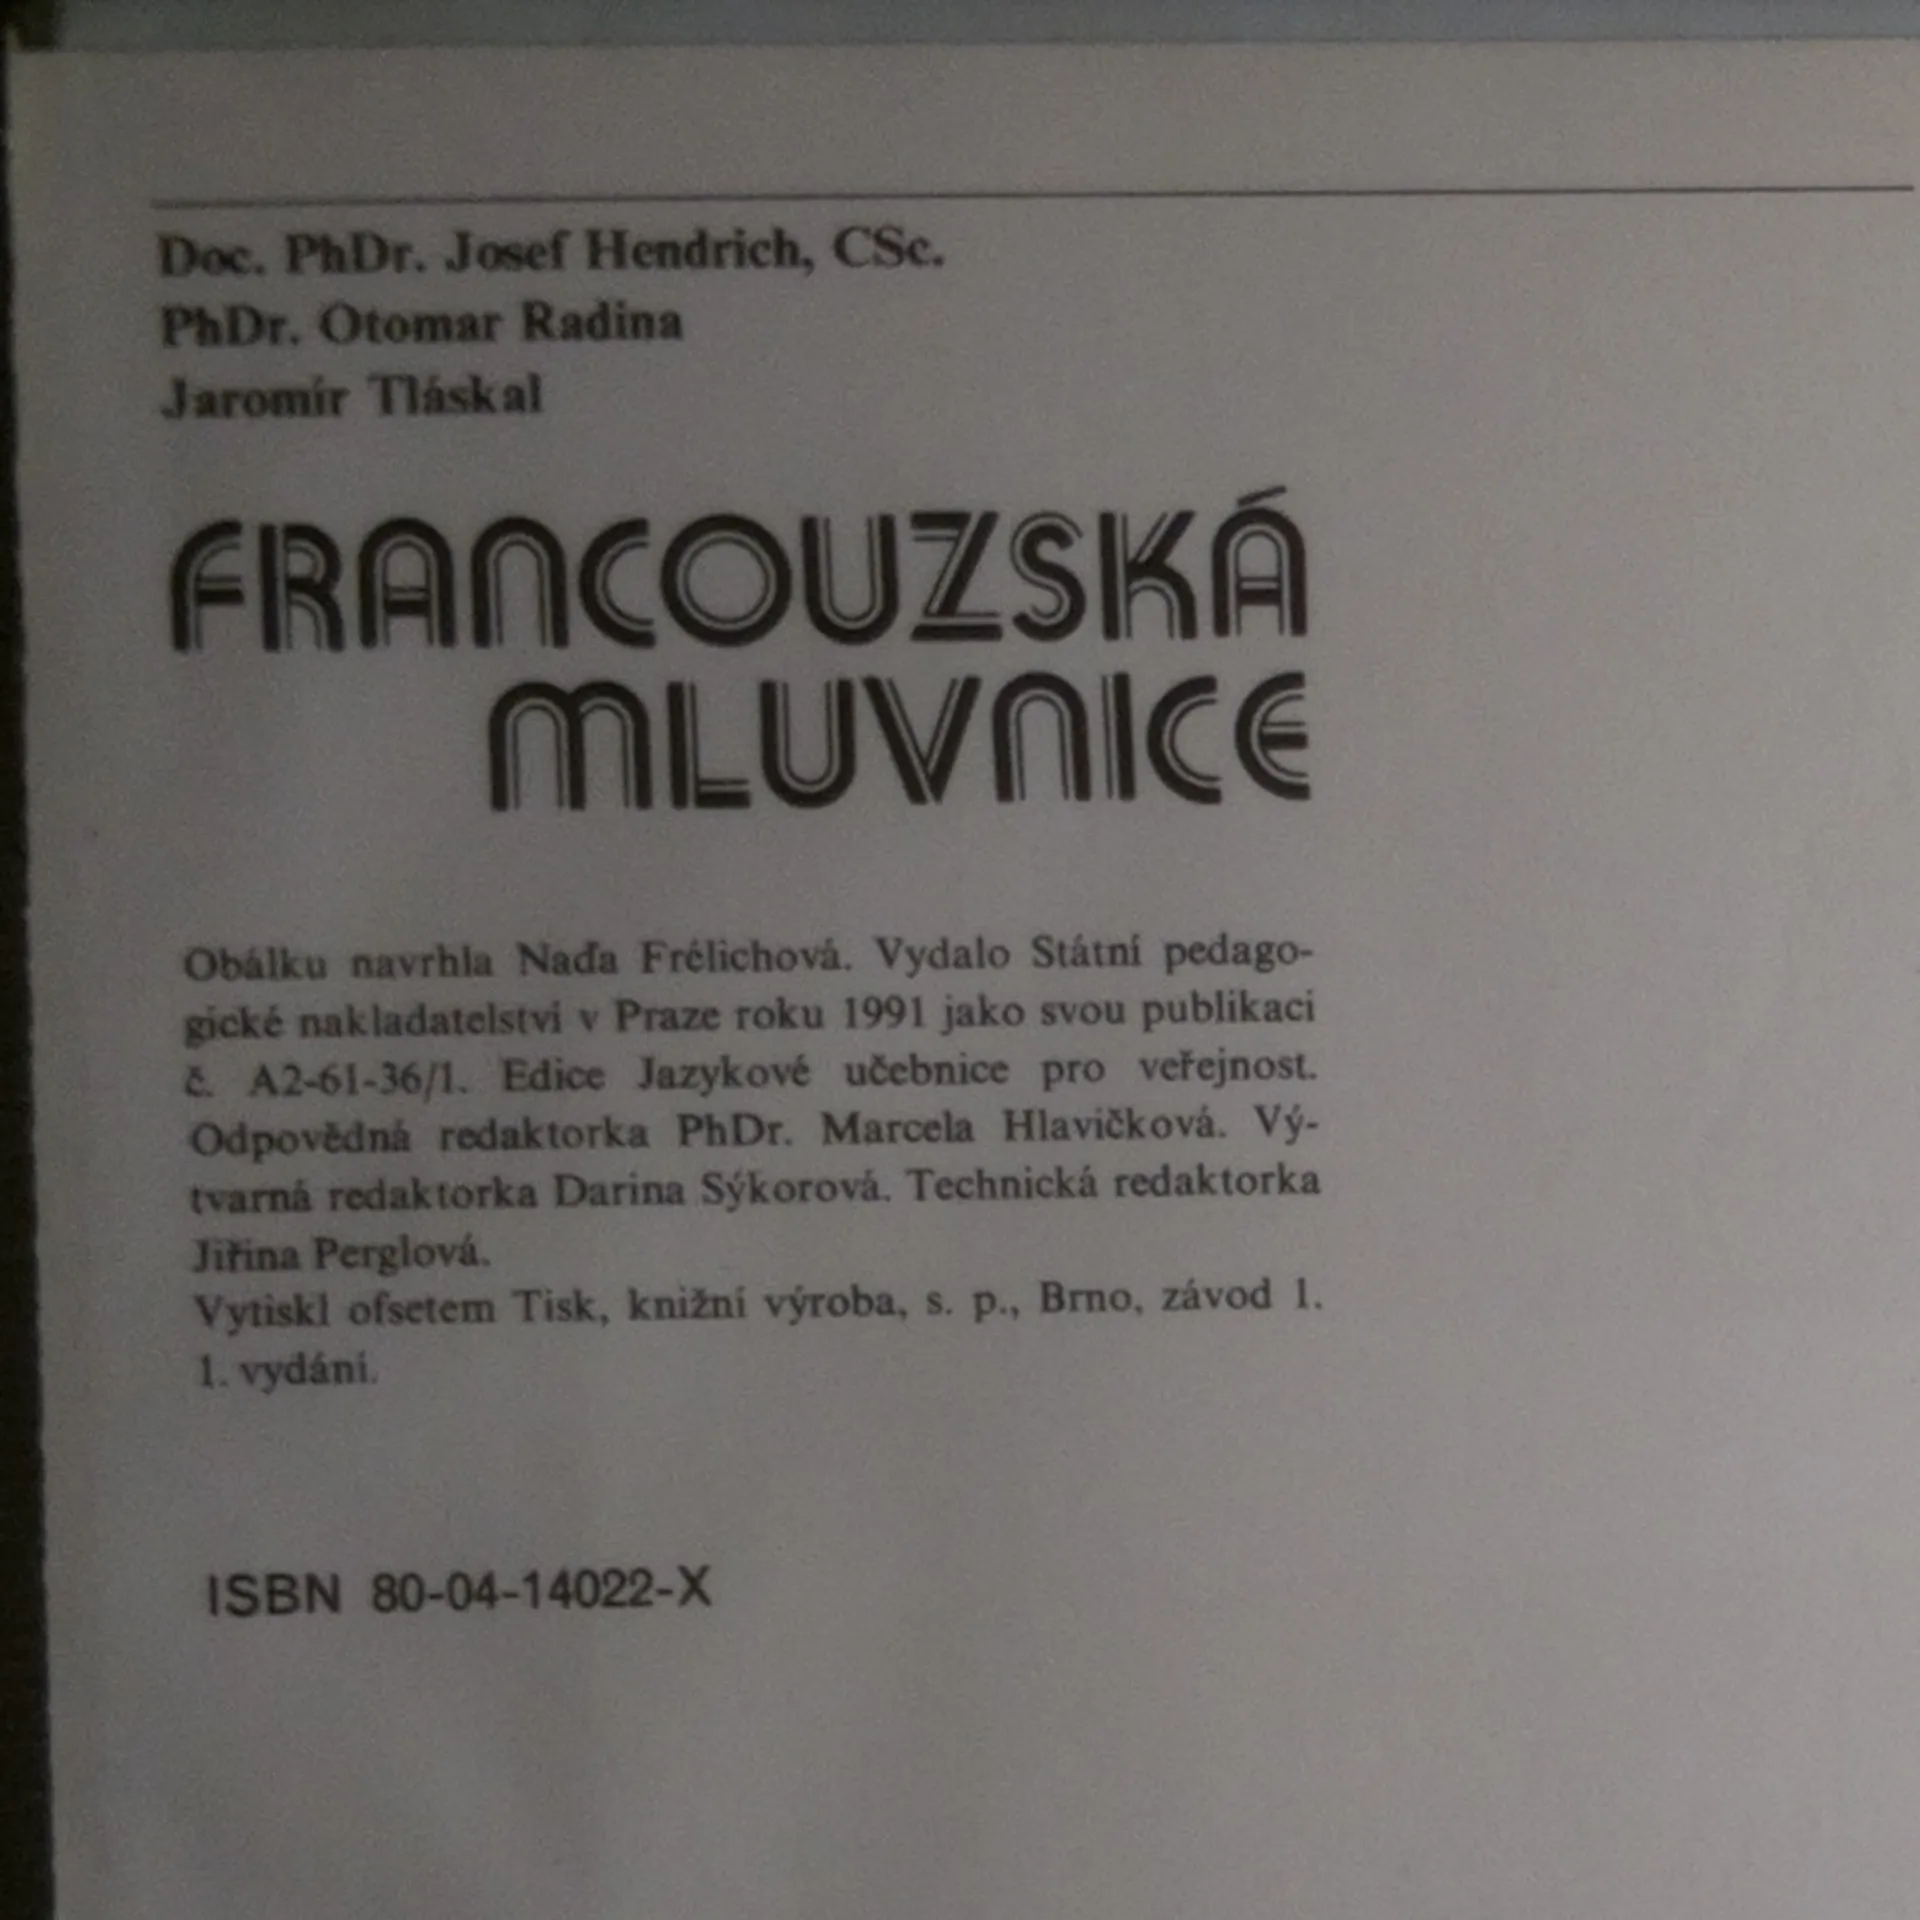 Doc. PhDr. Josef Hendrich, CSc.
PhDr. Otomar Radina
Jaromír Tláskal
FRANCOUZSKÁ
MLUVNICE
Obálku navrhla Naďa Frélichová. Vydalo Státní pedago-
gické nakladatelství v Praze roku 1991 jako svou publikaci
č. A2-61-36/1. Edice Jazykové učebnice pro veřejnost.
Odpovědná redaktorka PhDr. Marcela Hlavičková. Vý-
tvarná redaktorka Darina Sýkorová. Technická redaktorka
Jiřina Perglová.
Vytiskl ofsetem Tisk, knižní výroba, s. p., Brno, závod 1.
1. vydání.
ISBN 80-04-14022-X